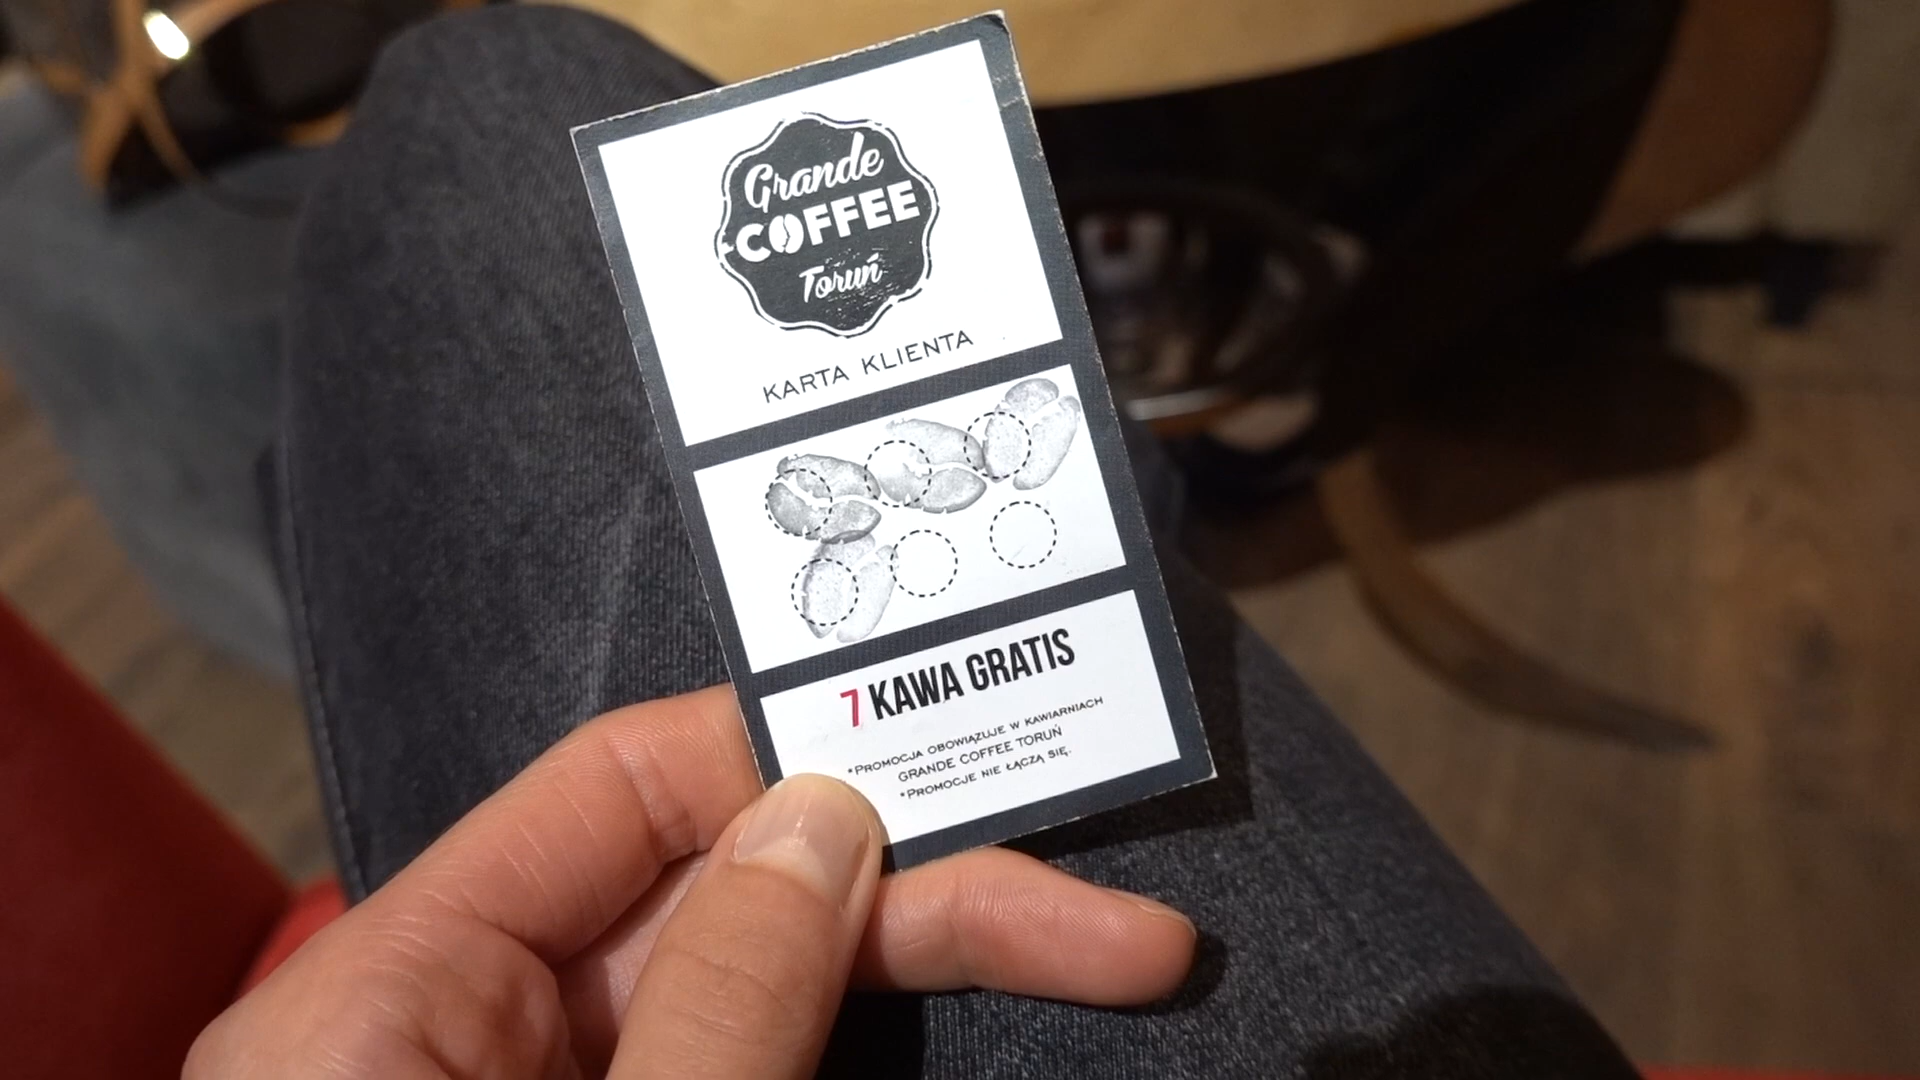 Grande
COFFEE
Toruń
KARTA KLIENTA
7 KAWA GRATIS
*PROMOCJA OBOWIĄZUJE W KAWIARNIACH
GRANDE COFFEE TORUŃ
*PROMOCJE NIE ŁĄCZĄ SIĘ.